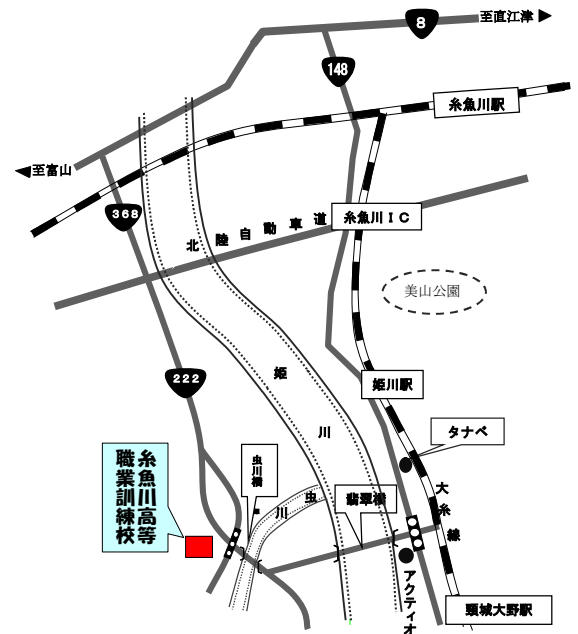 8
至直江津
148
糸魚川駅
至富山
368
糸魚川ＩＣ
北陸自動車道
美山公園
222
姫川駅
姫川
タナベ
糸魚川高等
職業訓練校
虫川橋
虫川
翡翠橋
大糸線
アクティオ
頸城大野駅